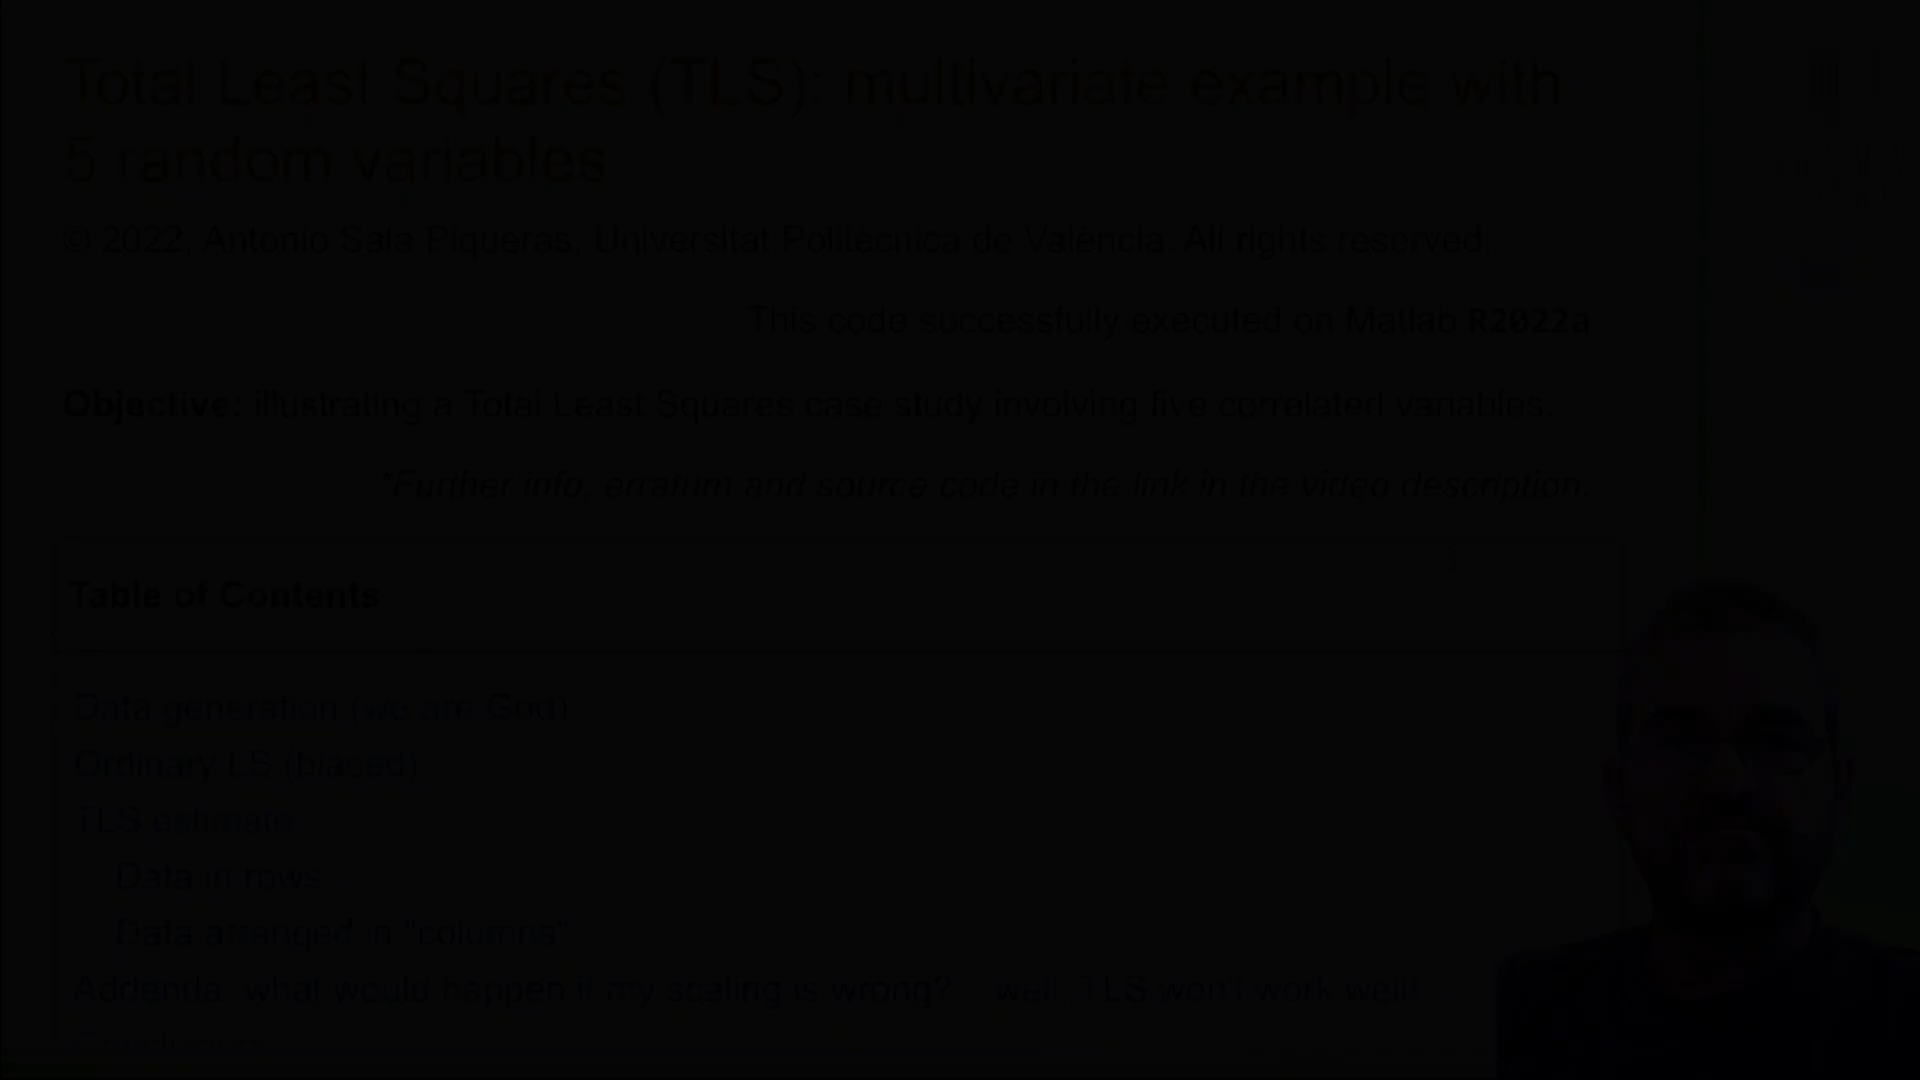 Total Least Squares (TLS): multivariate example with
5 random variables
© 2022, Antonio Sala Piqueras, Universitat Politècnica de València. All rights reserved.
This code successfully executed on Matlab R2022a
Objective: illustrating a Total Least Squares case study involving five correlated variables.
*Further info, erratum and source code in the link in the video description.
Table of Contents
Data generation (we are God)
Ordinary LS (biased)
TLS estimate
Data in rows
Data arranged in "columns"
Addenda: what would happen if my scaling is wrong? ... well, TLS won't work well!